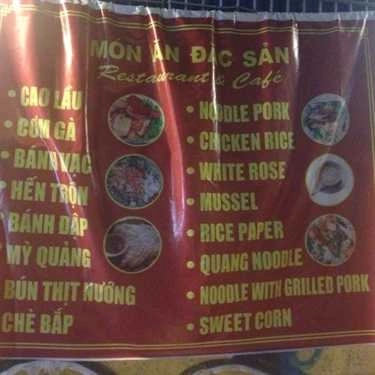 MÓN ĂN ĐẶC SẢN
Restaurant & Café
• CAO LẦU
• CƠM GÀ
• BÁNH VẠC
• HẾN TRỘN
BÁNH ĐẬP
MỲ QUẢNG
BÚN THỊT NƯỚNG
CHÈ BẮP
• NOODLE PORK
• CHICKEN RICE
• WHITE ROSE
• MUSSEL
• RICE PAPER
• QUANG NOODLE
• NOODLE WITH GRILLED PORK
• SWEET CORN